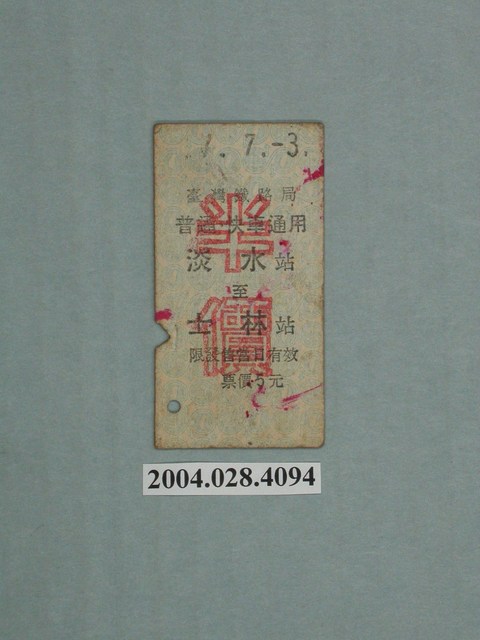 1. 7. -3.
臺灣鐵路局
普通快車通用
淡水站
至
士林站
限發售當日有效
票價5元
半價
2004.028.4094